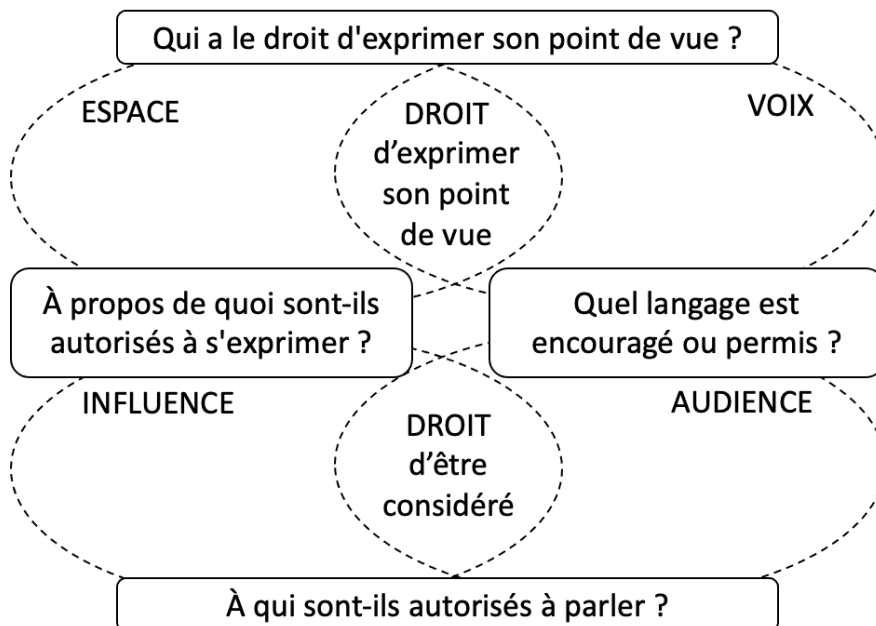 Qui a le droit d'exprimer son point de vue ?
ESPACE
DROIT
d’exprimer
son point
de vue
VOIX
À propos de quoi sont-ils
autorisés à s'exprimer ?
Quel langage est
encouragé ou permis ?
INFLUENCE
DROIT
d’être
considéré
AUDIENCE
À qui sont-ils autorisés à parler ?